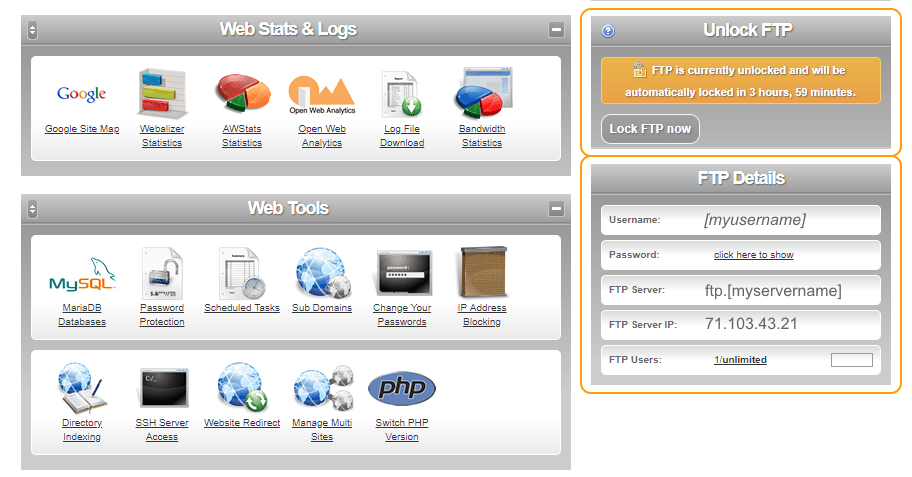 Web Stats & Logs
Google
Google Site Map
Webalizer
Statistics
AWStats
Statistics
Open Web Analytics
Open Web
Analytics
Log File
Download
Bandwidth
Statistics
Web Tools
MySQL
MariaDB
Databases
Password
Protection
Summary
Scheduled Tasks
Sub Domains
password:
Change Your
Passwords
IP Address
Blocking
Directory
Indexing
C:/_
SSH Server
Access
Website Redirect
Manage Multi
Sites
php
Switch PHP
Version
Unlock FTP
FTP is currently unlocked and will be
automatically locked in 3 hours, 59 minutes.
Lock FTP now
FTP Details
Username: [myusername]
Password: click here to show
FTP Server: ftp.[myservername]
FTP Server IP: 71.103.43.21
FTP Users: 1/unlimited